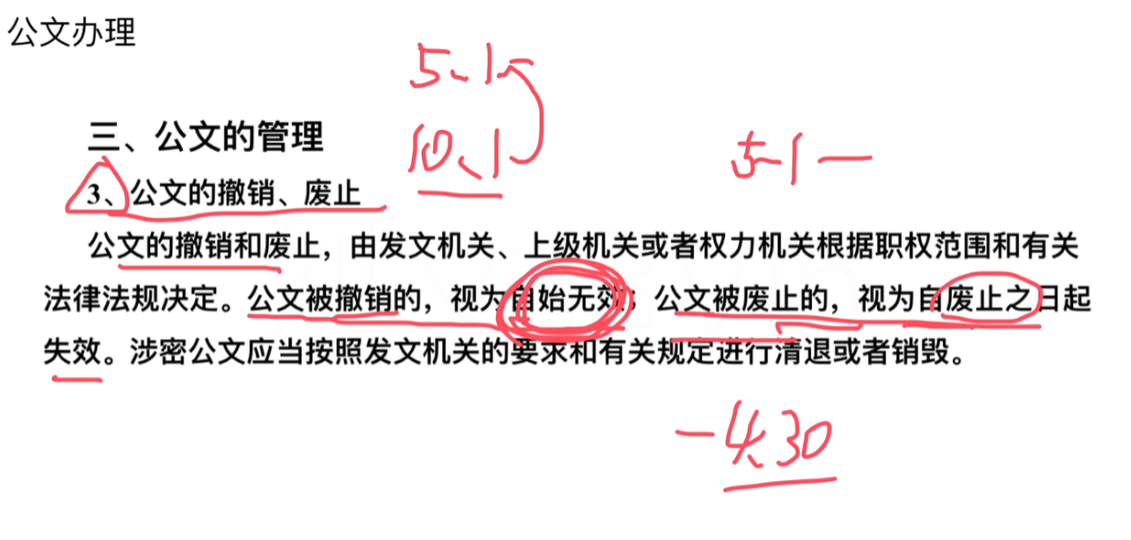 公文办理
5.1
三、公文的管理
10.1
5.1—
3、公文的撤销、废止
公文的撤销和废止，由发文机关、上级机关或者权力机关根据职权范围和有关
法律法规决定。公文被撤销的，视为自始无效；公文被废止的，视为自废止之日起
失效。涉密公文应当按照发文机关的要求和有关规定进行清退或者销毁。
—4.30